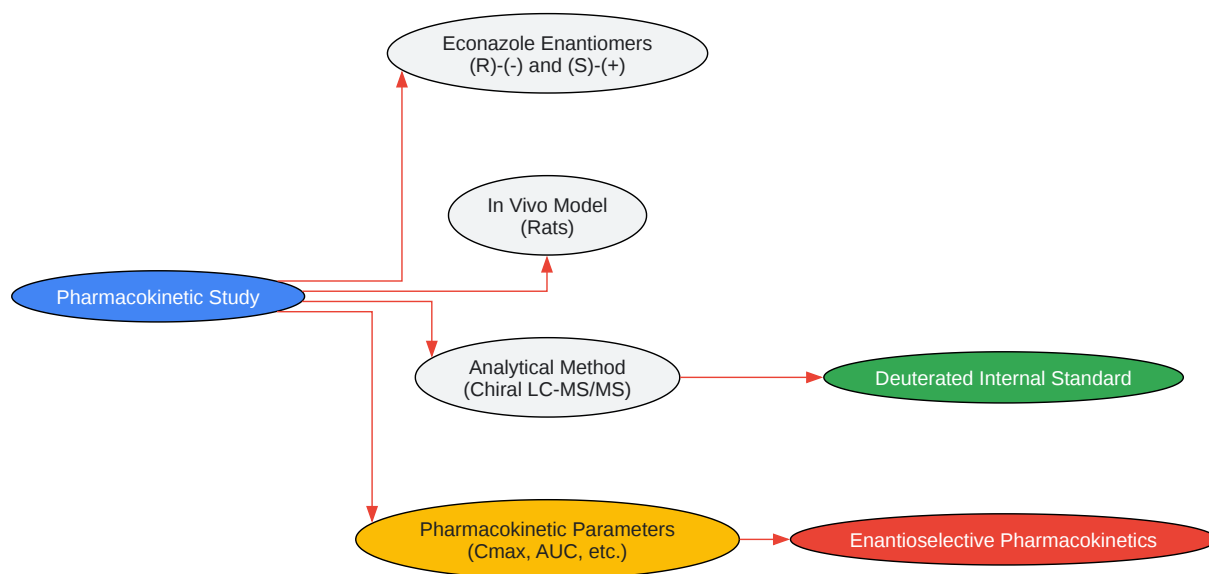 Econazole Enantiomers
(R)-(-) and (S)-(+)
In Vivo Model
(Rats)
Pharmacokinetic Study
Analytical Method
(Chiral LC-MS/MS)
Deuterated Internal Standard
Pharmacokinetic Parameters
(Cmax, AUC, etc.)
Enantioselective Pharmacokinetics